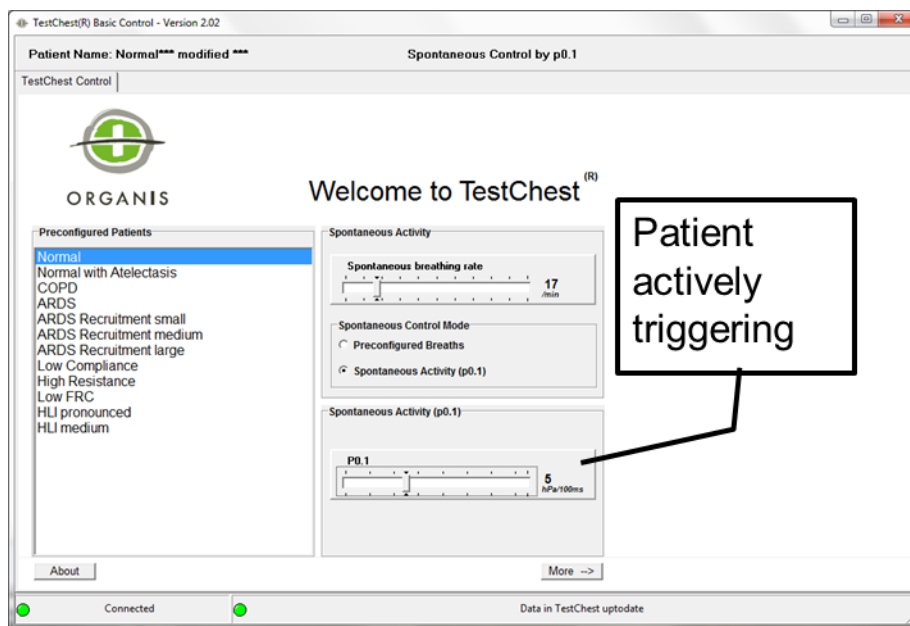 TestChest(R) Basic Control - Version 2.02
Patient Name: Normal*** modified *** Spontaneous Control by p0.1
TestChest Control
ORGANIS
Welcome to TestChest (R)
Preconfigured Patients
Normal
Normal with Atelectasis
COPD
ARDS
ARDS Recruitment small
ARDS Recruitment medium
ARDS Recruitment large
Low Compliance
High Resistance
Low FRC
HLI pronounced
HLI medium
Spontaneous Activity
Spontaneous breathing rate
17
/min
Spontaneous Control Mode
Preconfigured Breaths
Spontaneous Activity (p0.1)
Spontaneous Activity (p0.1)
P0.1
5
hPa/100ms
Patient
actively
triggering
About
More -->
Connected
Data in TestChest uptodate